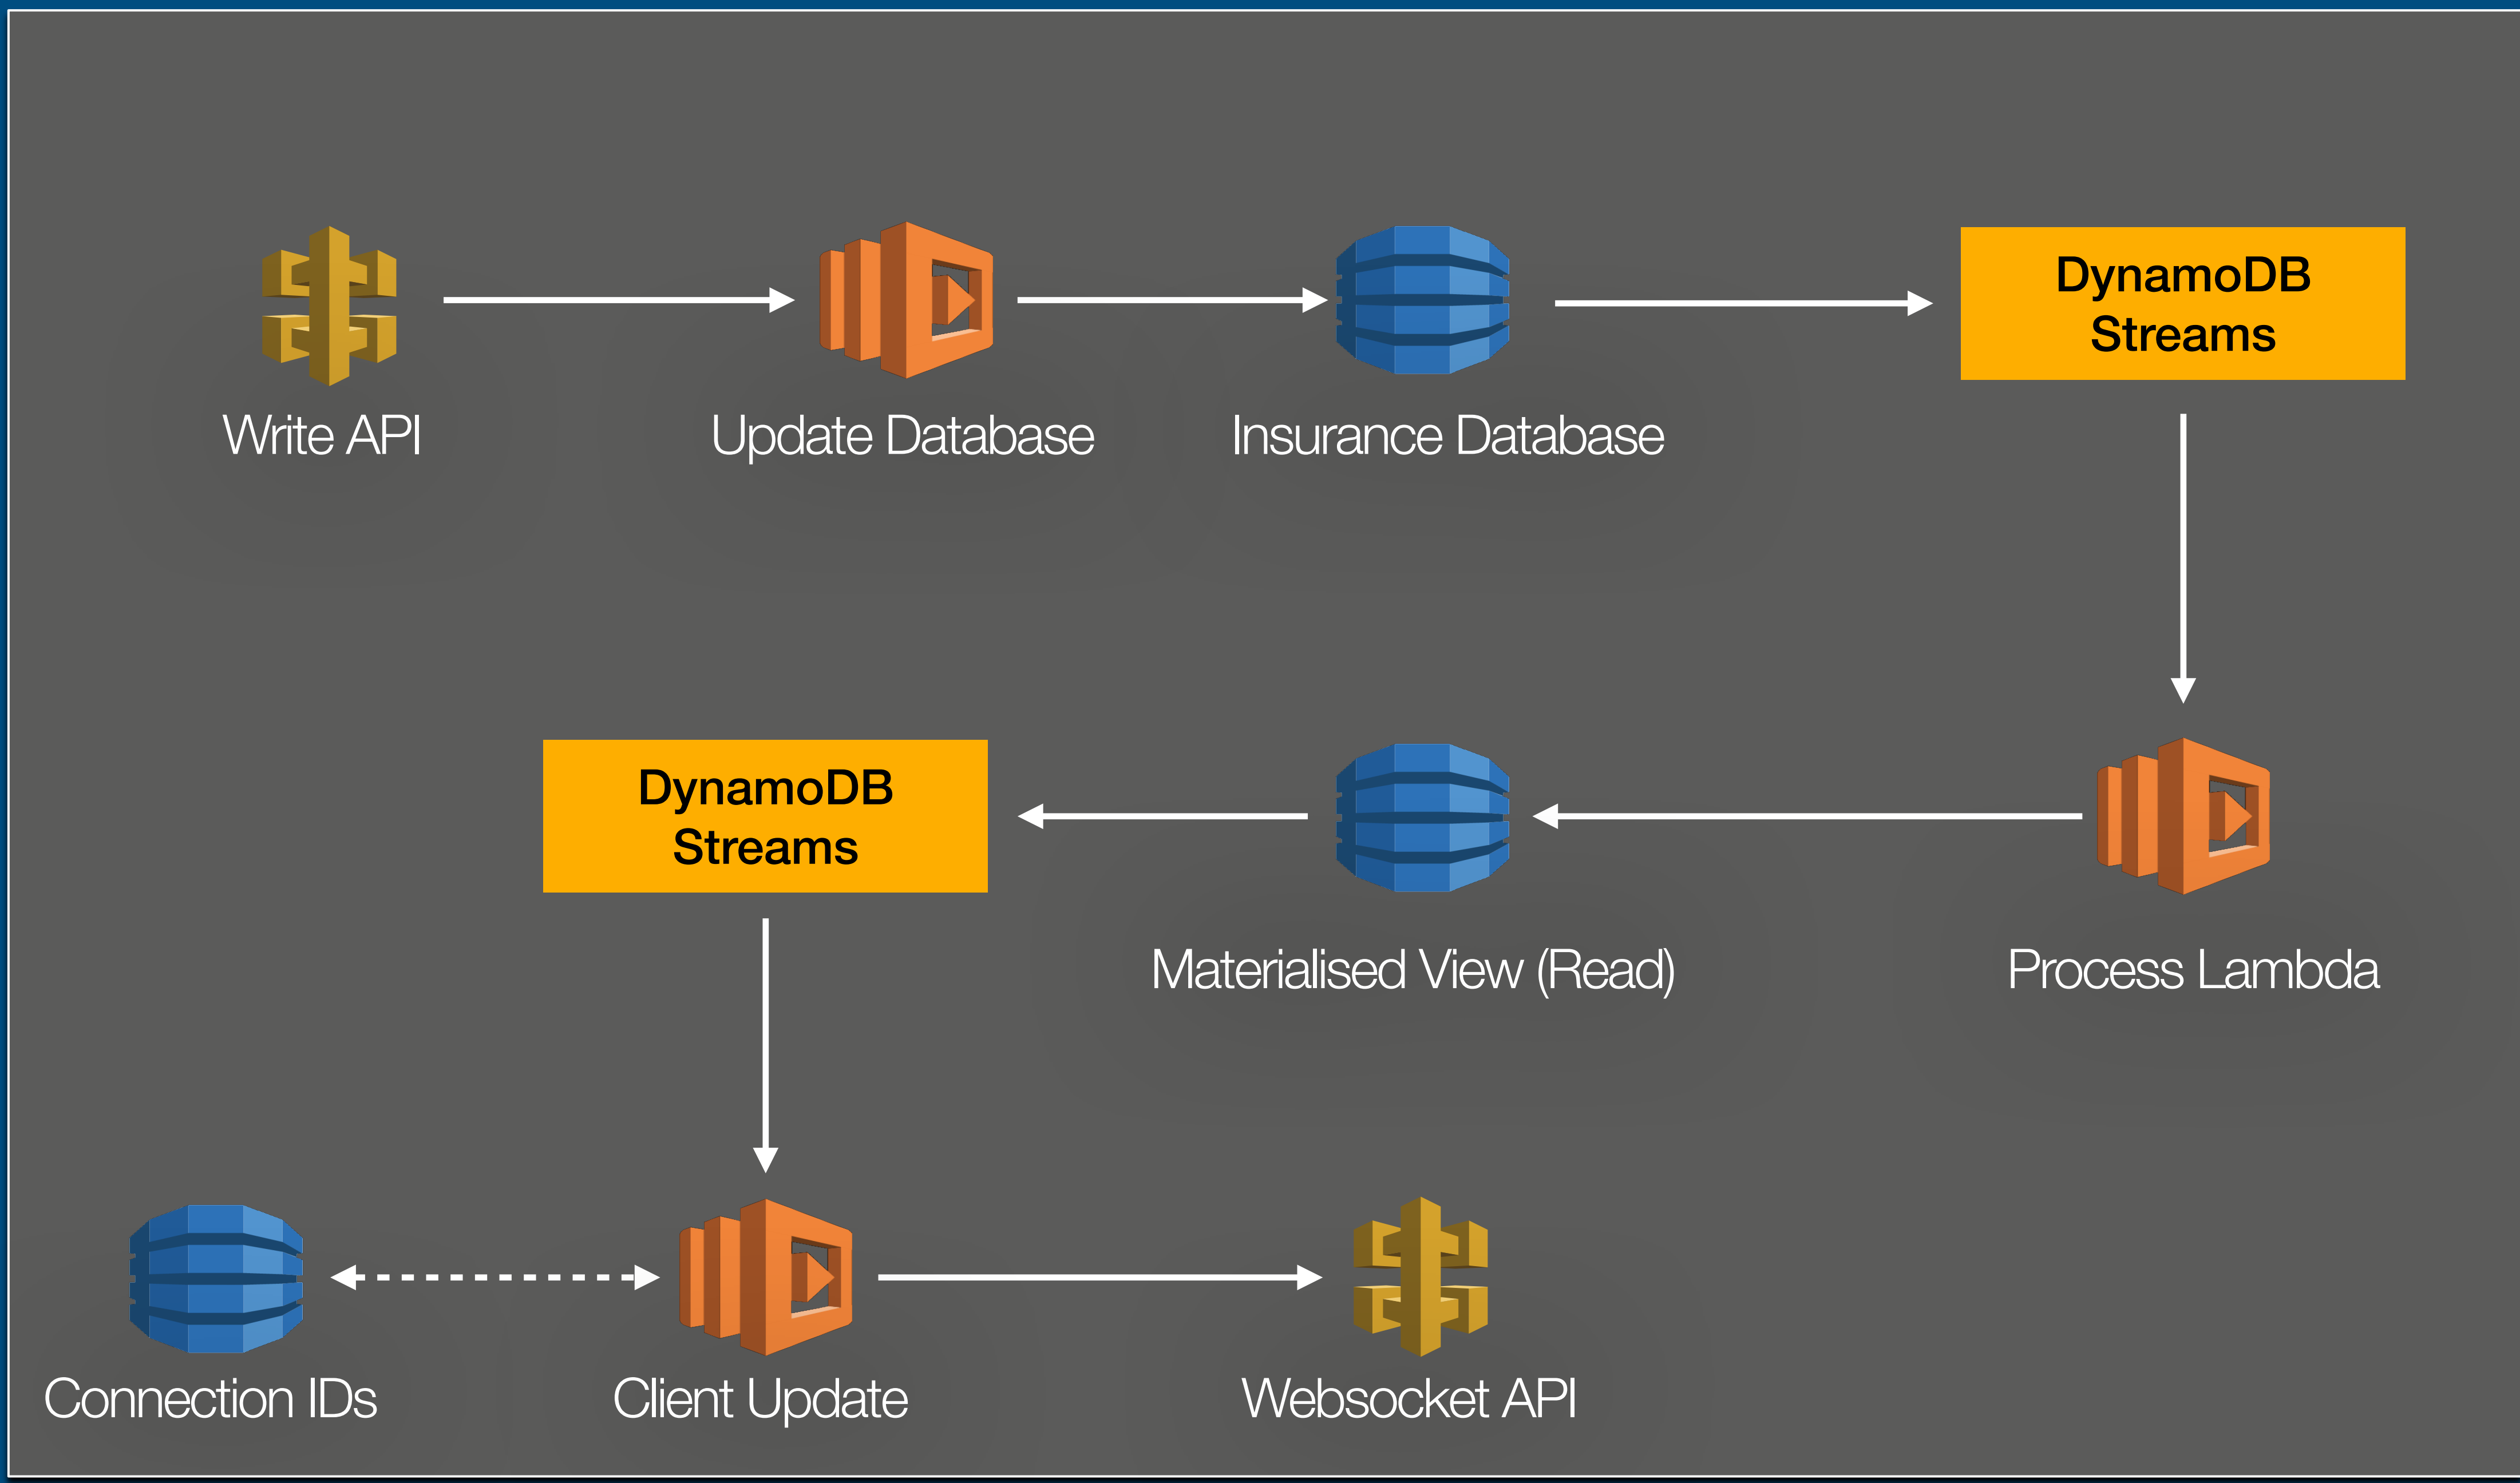 DynamoDB
Streams
Write API
Update Database
Insurance Database
DynamoDB
Streams
Materialised View (Read)
Process Lambda
Connection IDs
Client Update
Websocket API